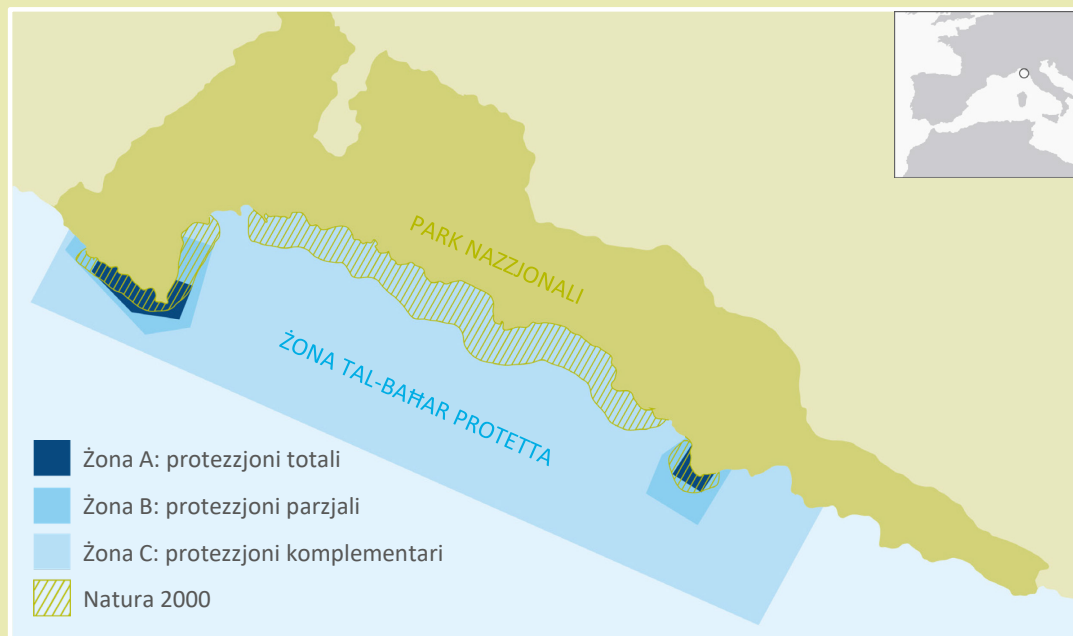 PARK NAZZJONALI
ŻONA TAL-BAĦAR PROTETTA
Żona A: protezzjoni totali
Żona B: protezzjoni parzjali
Żona C: protezzjoni komplementari
Natura 2000